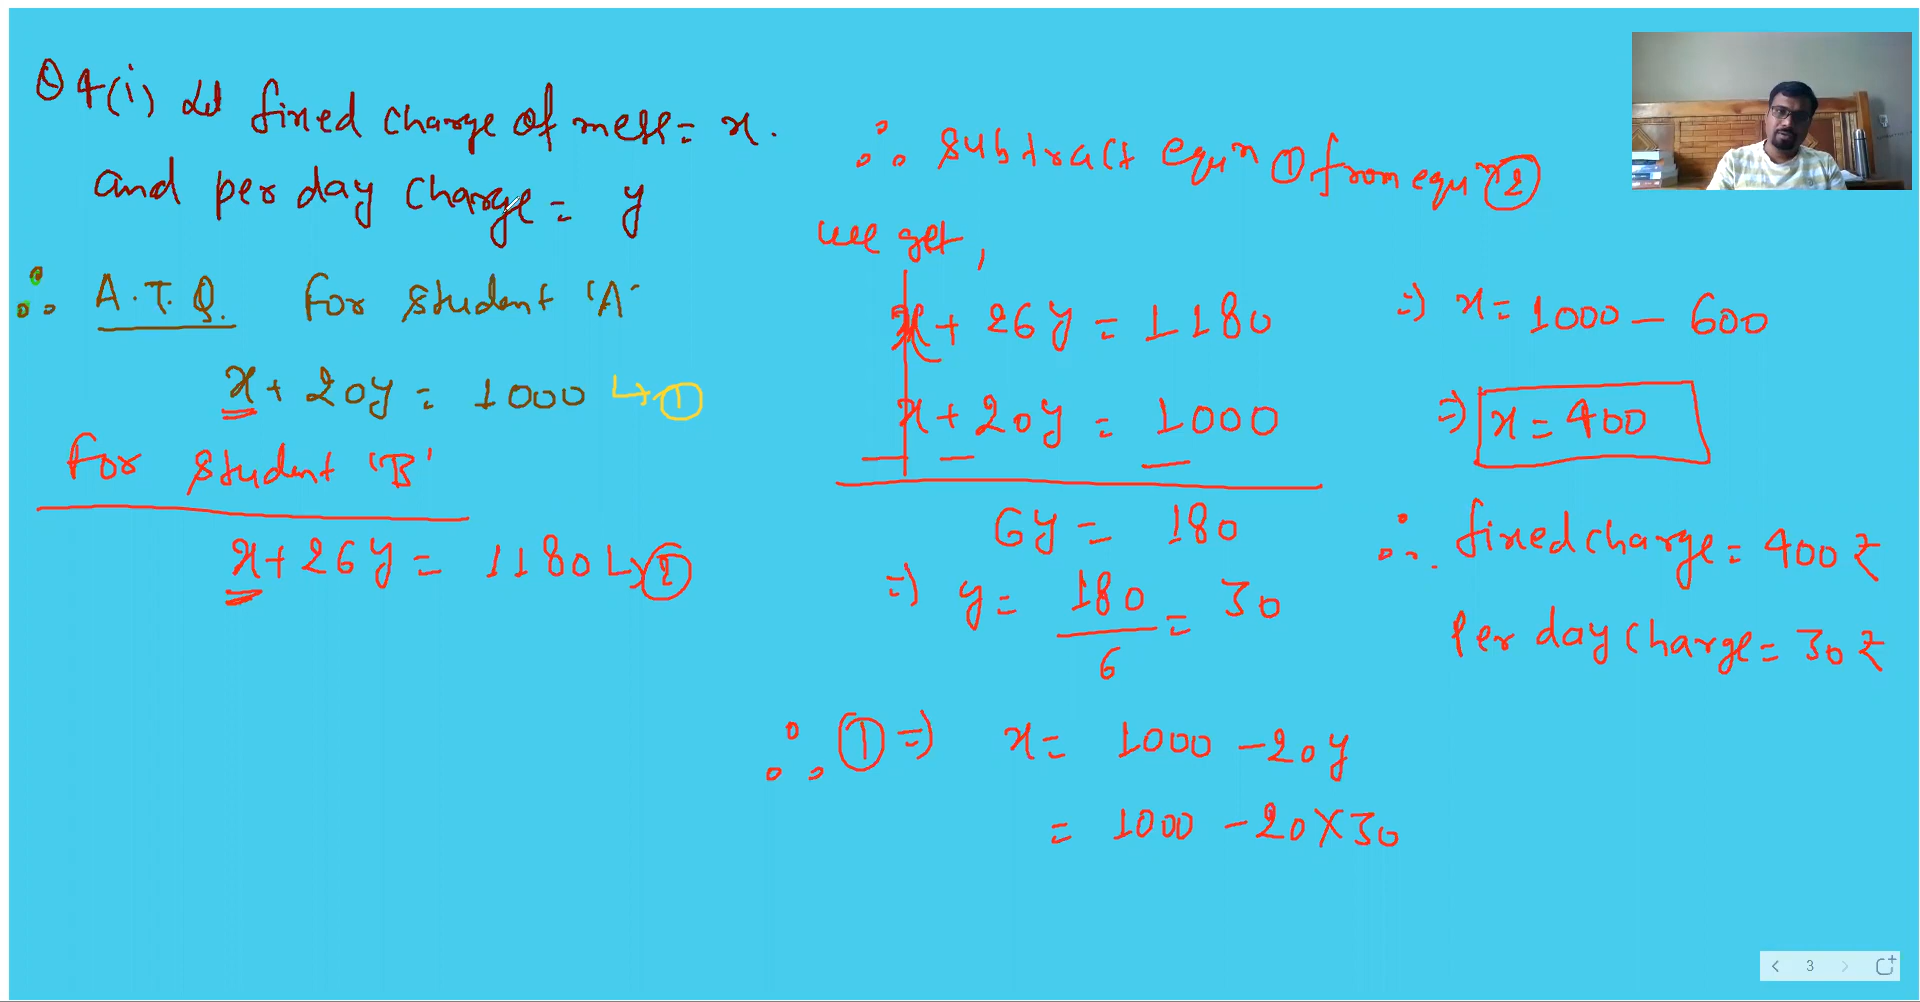 Q4(i) Let fixed charge of mess = x.
and per day charge = y
∴ A.T.Q. For student 'A'
x + 20y = 1000 ↳ ①
For student 'B'
x + 26y = 1180 ↳ ②
∴ subtract equn ① from equn ②
we get,
x + 26y = 1180
x + 20y = 1000
— — —
6y = 180
⇒ y = 180/6 = 30
∴ ① ⇒ x = 1000 - 20y
= 1000 - 20 × 30
⇒ x = 1000 - 600
⇒ x = 400
∴ fixed charge = 400 ₹
Per day charge = 30 ₹
3